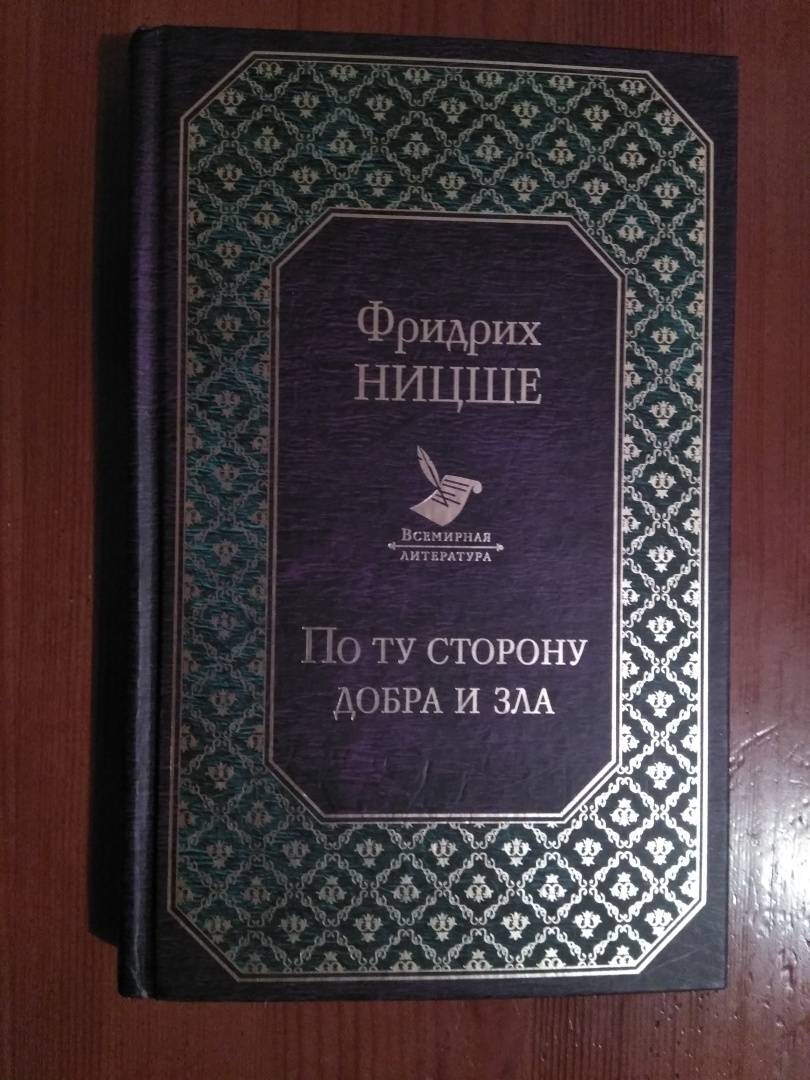 Фридрих
НИЦШЕ
ВСЕМИРНАЯ
ЛИТЕРАТУРА
ПО ТУ СТОРОНУ
ДОБРА И ЗЛА